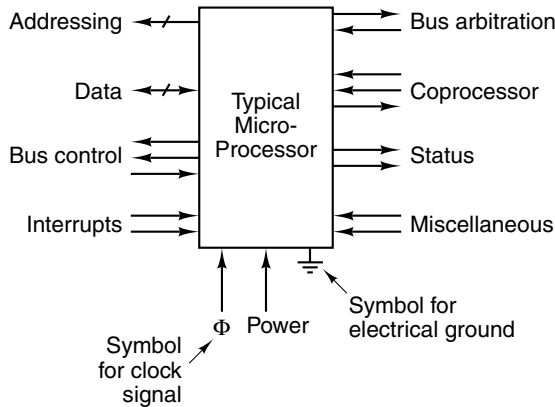 Addressing
Bus arbitration
Data
Typical
Micro-
Processor
Coprocessor
Bus control
Status
Interrupts
Miscellaneous
Φ Power
Symbol for
electrical ground
Symbol
for clock
signal